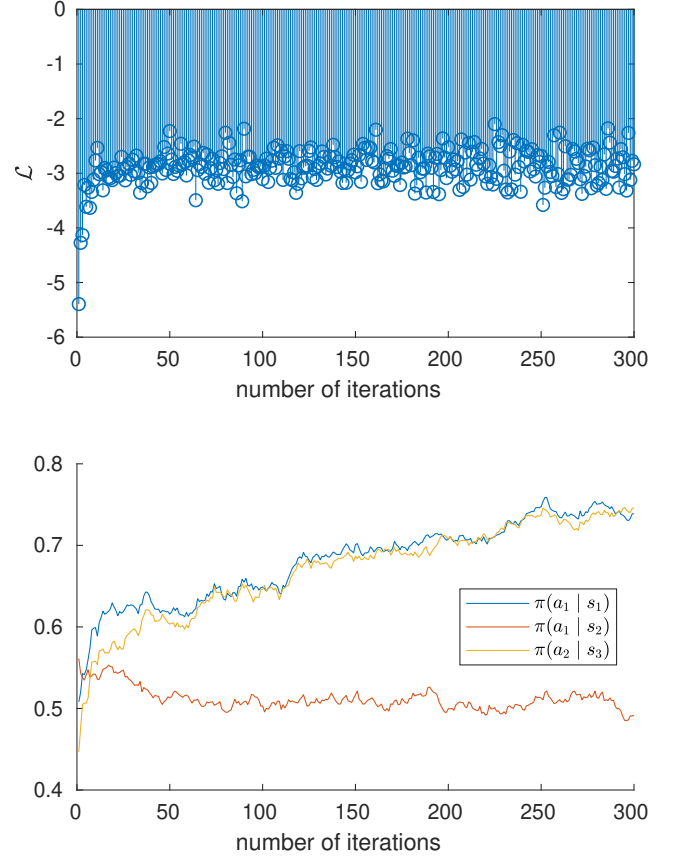 0
-1
-2
-3
-4
-5
-6
ℒ
0 50 100 150 200 250 300
number of iterations
0.8
0.7
0.6
0.5
0.4
π(a₁ | s₁)
π(a₁ | s₂)
π(a₂ | s₃)
0 50 100 150 200 250 300
number of iterations